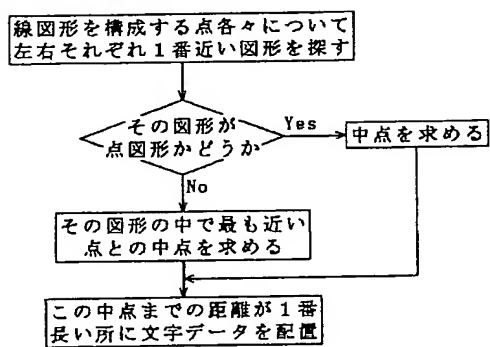 線図形を構成する点各々について
左右それぞれ1番近い図形を探す
その図形が
点図形かどうか
Yes
中点を求める
No
その図形の中で最も近い
点との中点を求める
この中点までの距離が1番
長い所に文字データを配置